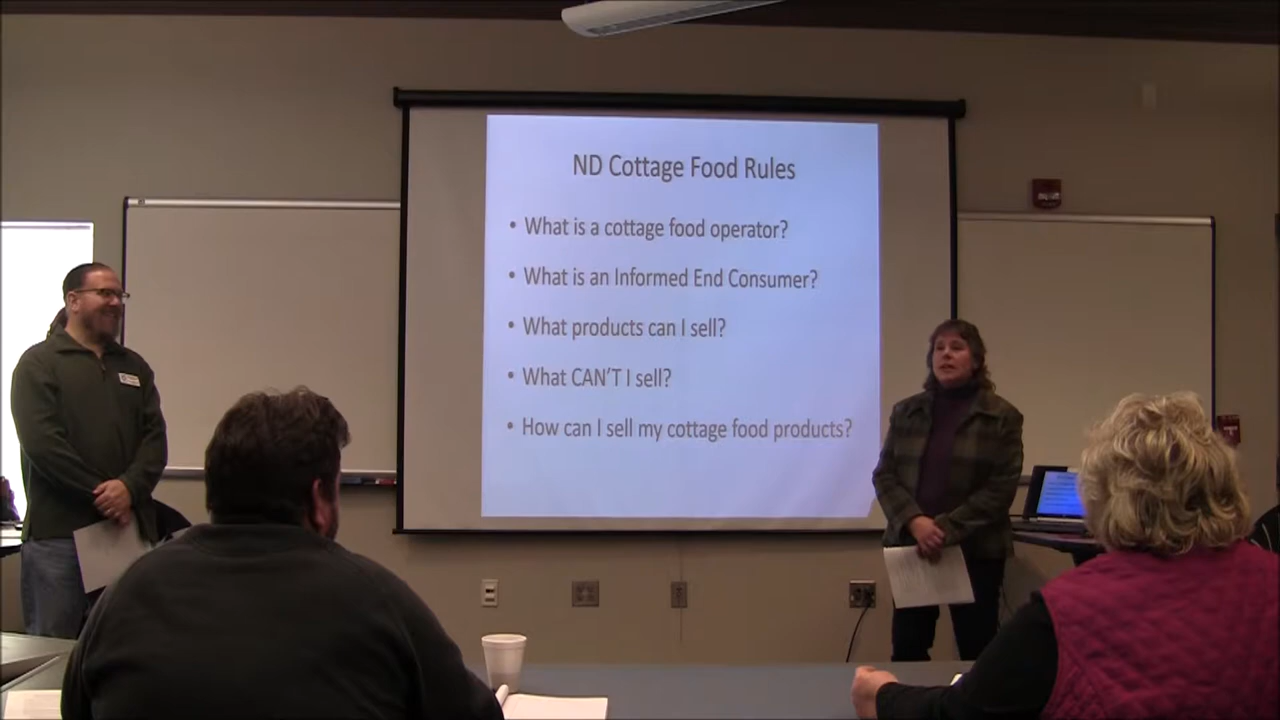 ND Cottage Food Rules
• What is a cottage food operator?
• What is an Informed End Consumer?
• What products can I sell?
• What CAN'T I sell?
• How can I sell my cottage food products?